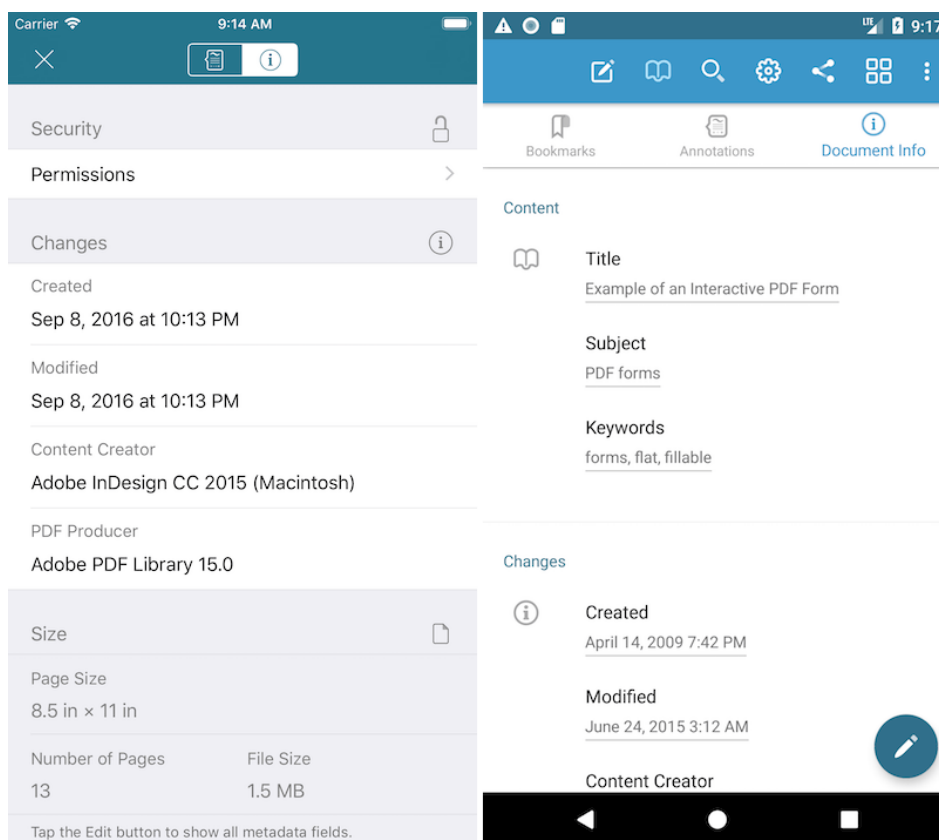 Carrier 9:14 AM
Security
Permissions
Changes
Created
Sep 8, 2016 at 10:13 PM
Modified
Sep 8, 2016 at 10:13 PM
Content Creator
Adobe InDesign CC 2015 (Macintosh)
PDF Producer
Adobe PDF Library 15.0
Size
Page Size
8.5 in × 11 in
Number of Pages File Size
13 1.5 MB
Tap the Edit button to show all metadata fields.
LTE 9:17
Bookmarks Annotations Document Info
Content
Title
Example of an Interactive PDF Form
Subject
PDF forms
Keywords
forms, flat, fillable
Changes
Created
April 14, 2009 7:42 PM
Modified
June 24, 2015 3:12 AM
Content Creator